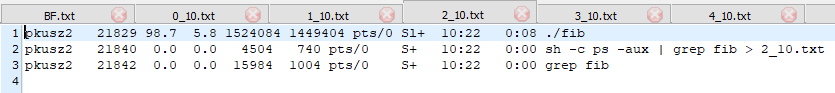 BF.txt 0_10.txt 1_10.txt 2_10.txt 3_10.txt 4_10.txt
1 pkusz2 21829 98.7 5.8 1524084 1449404 pts/0 Sl+ 10:22 0:08 ./fib
2 pkusz2 21840 0.0 0.0 4504 740 pts/0 S+ 10:22 0:00 sh -c ps -aux | grep fib > 2_10.txt
3 pkusz2 21842 0.0 0.0 15984 1004 pts/0 S+ 10:22 0:00 grep fib
4